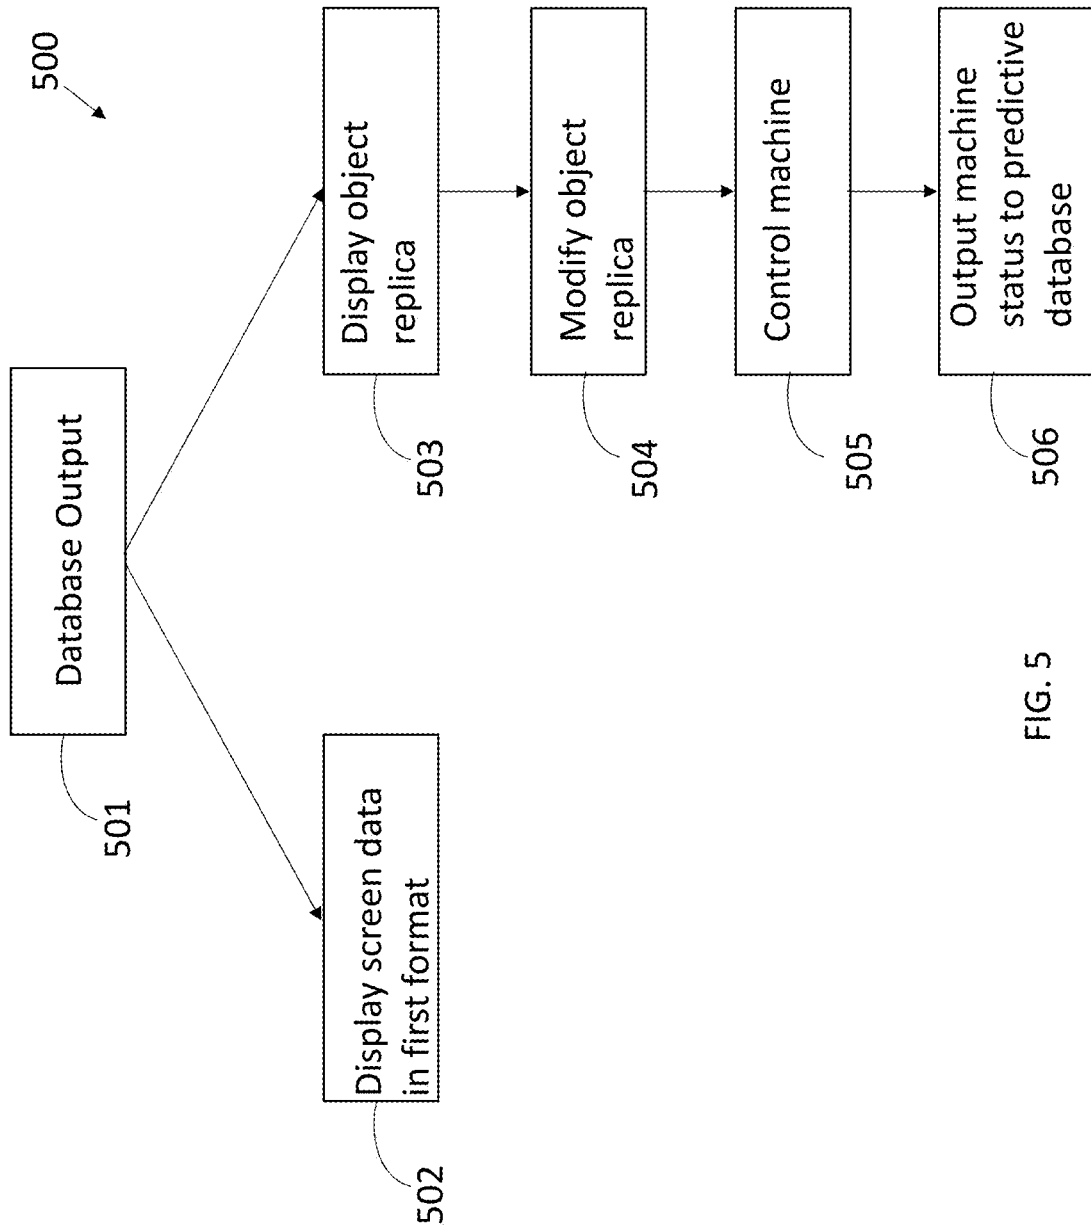 500
Database Output
501
Display screen data
in first format
502
Display object
replica
503
Modify object
replica
504
Control machine
505
Output machine
status to predictive
database
506
FIG. 5